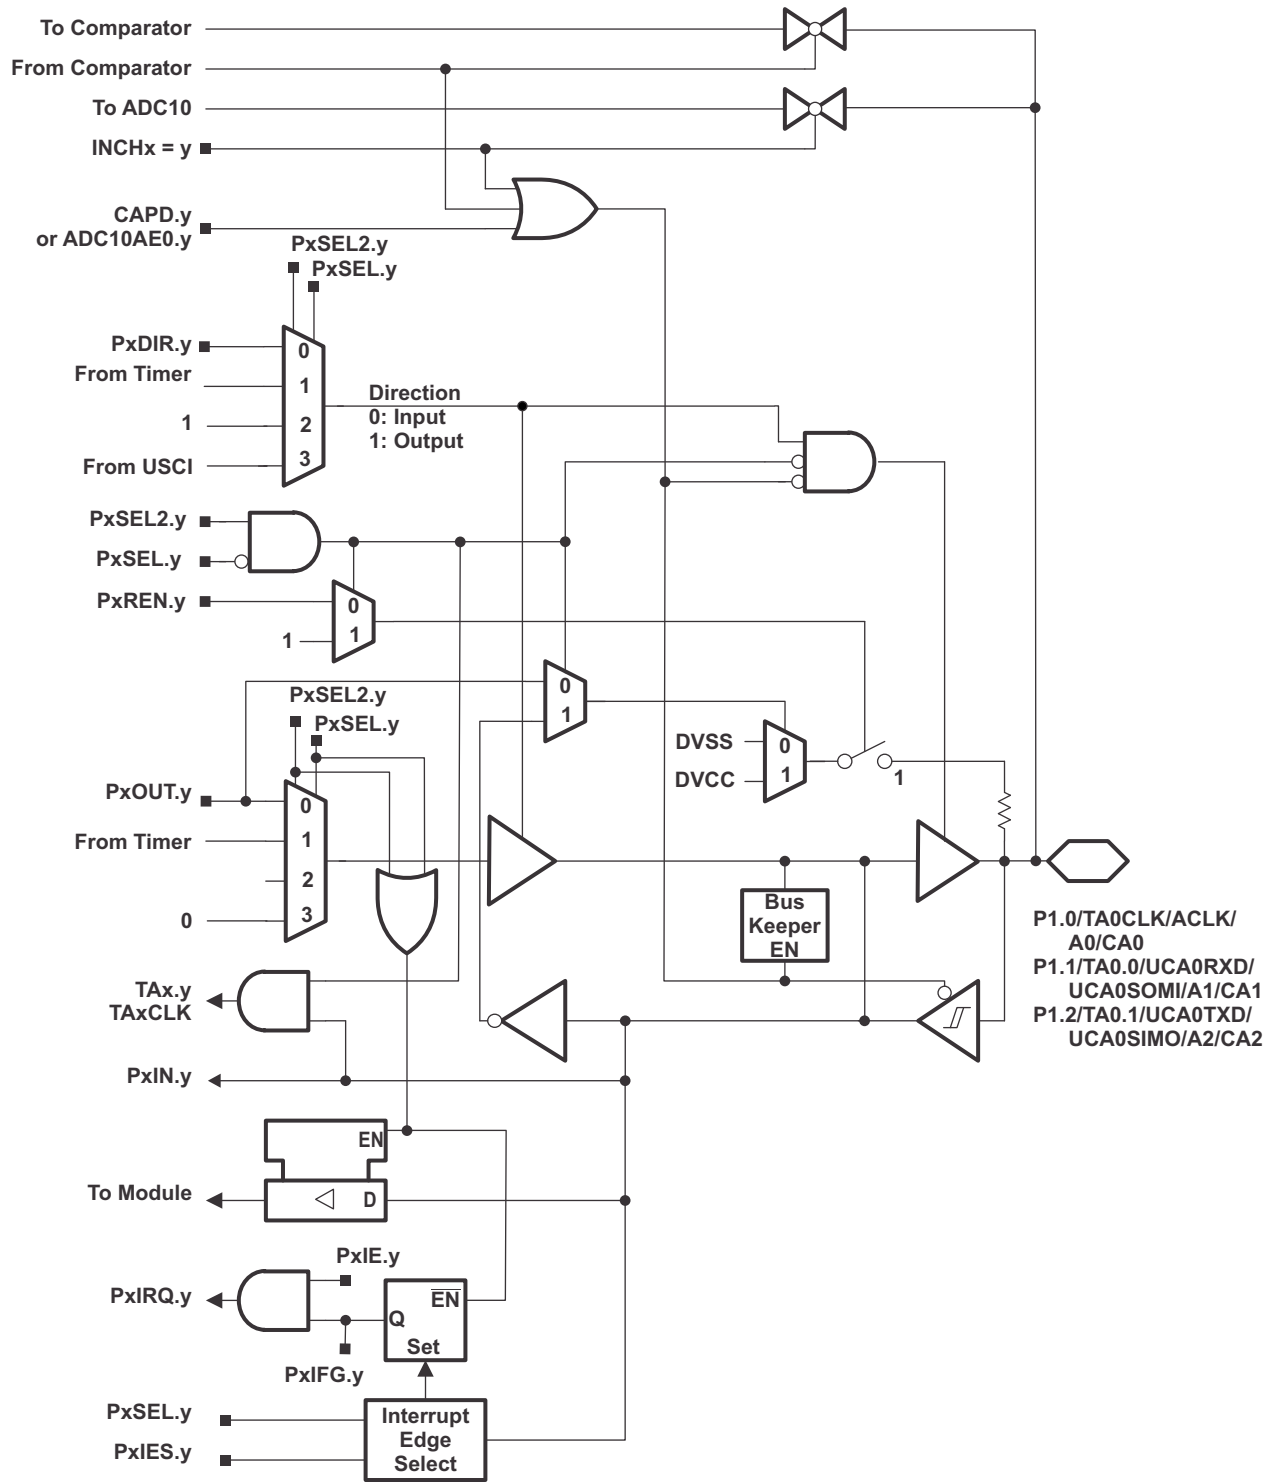 To Comparator
From Comparator
To ADC10
INCHx = y
CAPD.y
or ADC10AE0.y
PxSEL2.y
PxSEL.y
PxDIR.y
0
From Timer
1
Direction
0: Input
1: Output
1
2
From USCI
3
PxSEL2.y
PxSEL.y
PxREN.y
0
1
1
0
1
PxSEL2.y
PxSEL.y
DVSS
0
DVCC
1
1
PxOUT.y
0
From Timer
1
2
0
3
Bus
Keeper
EN
P1.0/TA0CLK/ACLK/
A0/CA0
P1.1/TA0.0/UCA0RXD/
UCA0SOMI/A1/CA1
P1.2/TA0.1/UCA0TXD/
UCA0SIMO/A2/CA2
TAx.y
TAxCLK
PxIN.y
EN
To Module
D
PxIE.y
PxIRQ.y
EN
Q
Set
PxIFG.y
PxSEL.y
PxIES.y
Interrupt
Edge
Select